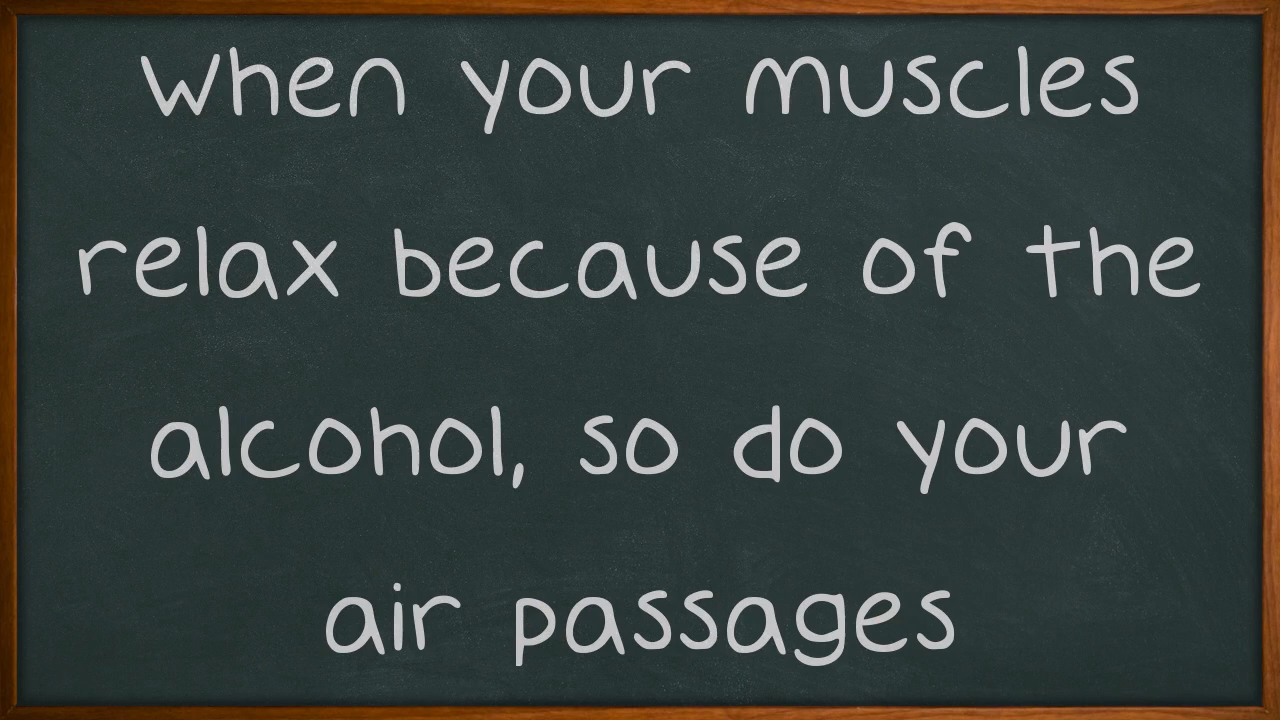 When your muscles
relax because of the
alcohol, so do your
air passages